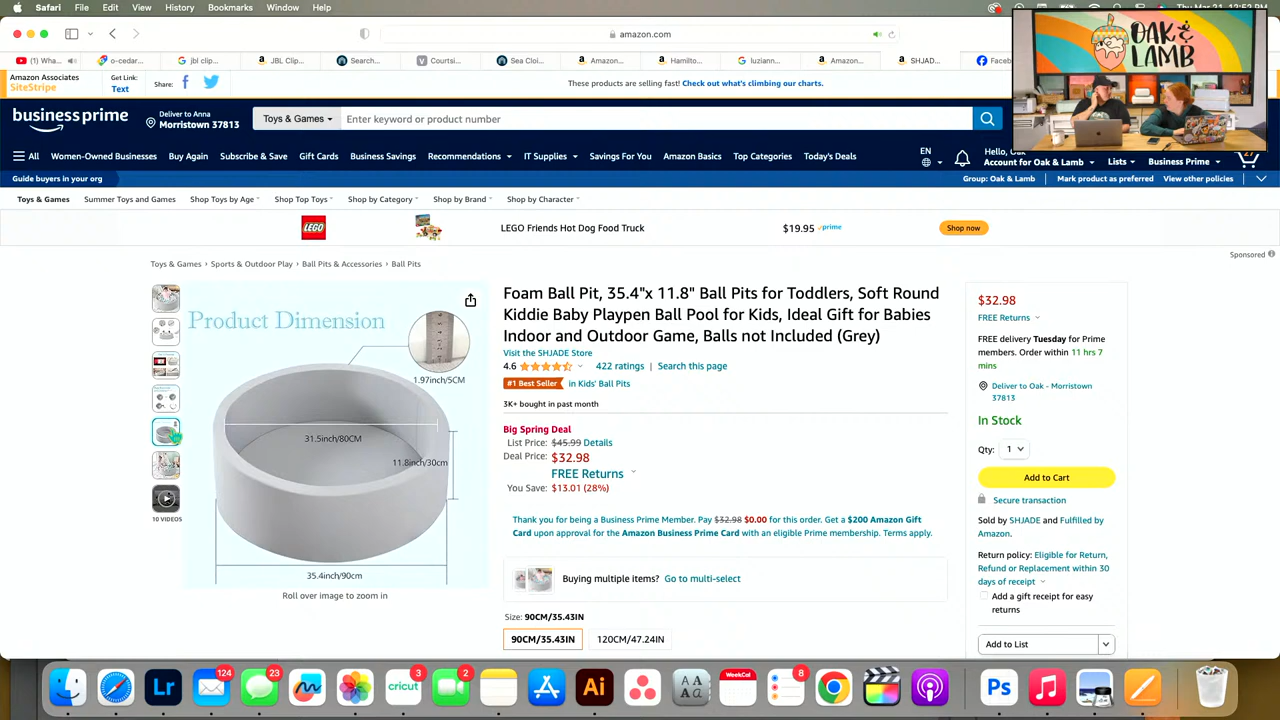 Safari File Edit View History Bookmarks Window Help
Thu Mar 21 12:52 PM
amazon.com
(1) Wha...
o-cedar...
jbl clip...
JBL Clip...
Search...
Courtsi...
Sea Cloi...
Amazon...
Hamilto...
luziann...
Amazon...
SHJAD...
Faceb
OAK &
LAMB
Amazon Associates
SiteStripe
Get Link:
Text
Share:
These products are selling fast! Check out what's climbing our charts.
business prime
Deliver to Anna
Morristown 37813
Toys & Games
Enter keyword or product number
EN
Hello, Oak
Account for Oak & Lamb
Lists
Business Prime
27
All Women-Owned Businesses Buy Again Subscribe & Save Gift Cards Business Savings Recommendations IT Supplies Savings For You Amazon Basics Top Categories Today's Deals
Guide buyers in your org
Group: Oak & Lamb
Mark product as preferred
View other policies
Toys & Games Summer Toys and Games Shop Toys by Age Shop Top Toys Shop by Category Shop by Brand Shop by Character
LEGO
LEGO Friends Hot Dog Food Truck
$19.95 prime
Shop now
Sponsored
Toys & Games › Sports & Outdoor Play › Ball Pits & Accessories › Ball Pits
Product Dimension
1.97inch/5CM
31.5inch/80CM
11.8inch/30cm
35.4inch/90cm
10 VIDEOS
Roll over image to zoom in
Foam Ball Pit, 35.4"x 11.8" Ball Pits for Toddlers, Soft Round
Kiddie Baby Playpen Ball Pool for Kids, Ideal Gift for Babies
Indoor and Outdoor Game, Balls not Included (Grey)
Visit the SHJADE Store
4.6
422 ratings | Search this page
#1 Best Seller in Kids' Ball Pits
3K+ bought in past month
Big Spring Deal
List Price: $45.99 Details
Deal Price: $32.98
FREE Returns
You Save: $13.01 (28%)
Thank you for being a Business Prime Member. Pay $32.98 $0.00 for this order. Get a $200 Amazon Gift
Card upon approval for the Amazon Business Prime Card with an eligible Prime membership. Terms apply.
Buying multiple items? Go to multi-select
Size: 90CM/35.43IN
90CM/35.43IN
120CM/47.24IN
$32.98
FREE Returns
FREE delivery Tuesday for Prime
members. Order within 11 hrs 7
mins
Deliver to Oak - Morristown
37813
In Stock
Qty: 1
Add to Cart
Secure transaction
Sold by SHJADE and Fulfilled by
Amazon.
Return policy: Eligible for Return,
Refund or Replacement within 30
days of receipt
Add a gift receipt for easy
returns
Add to List
124
23
3
2
8
Lr
cricut
Ai
A A
A A
WeekCal
Ps